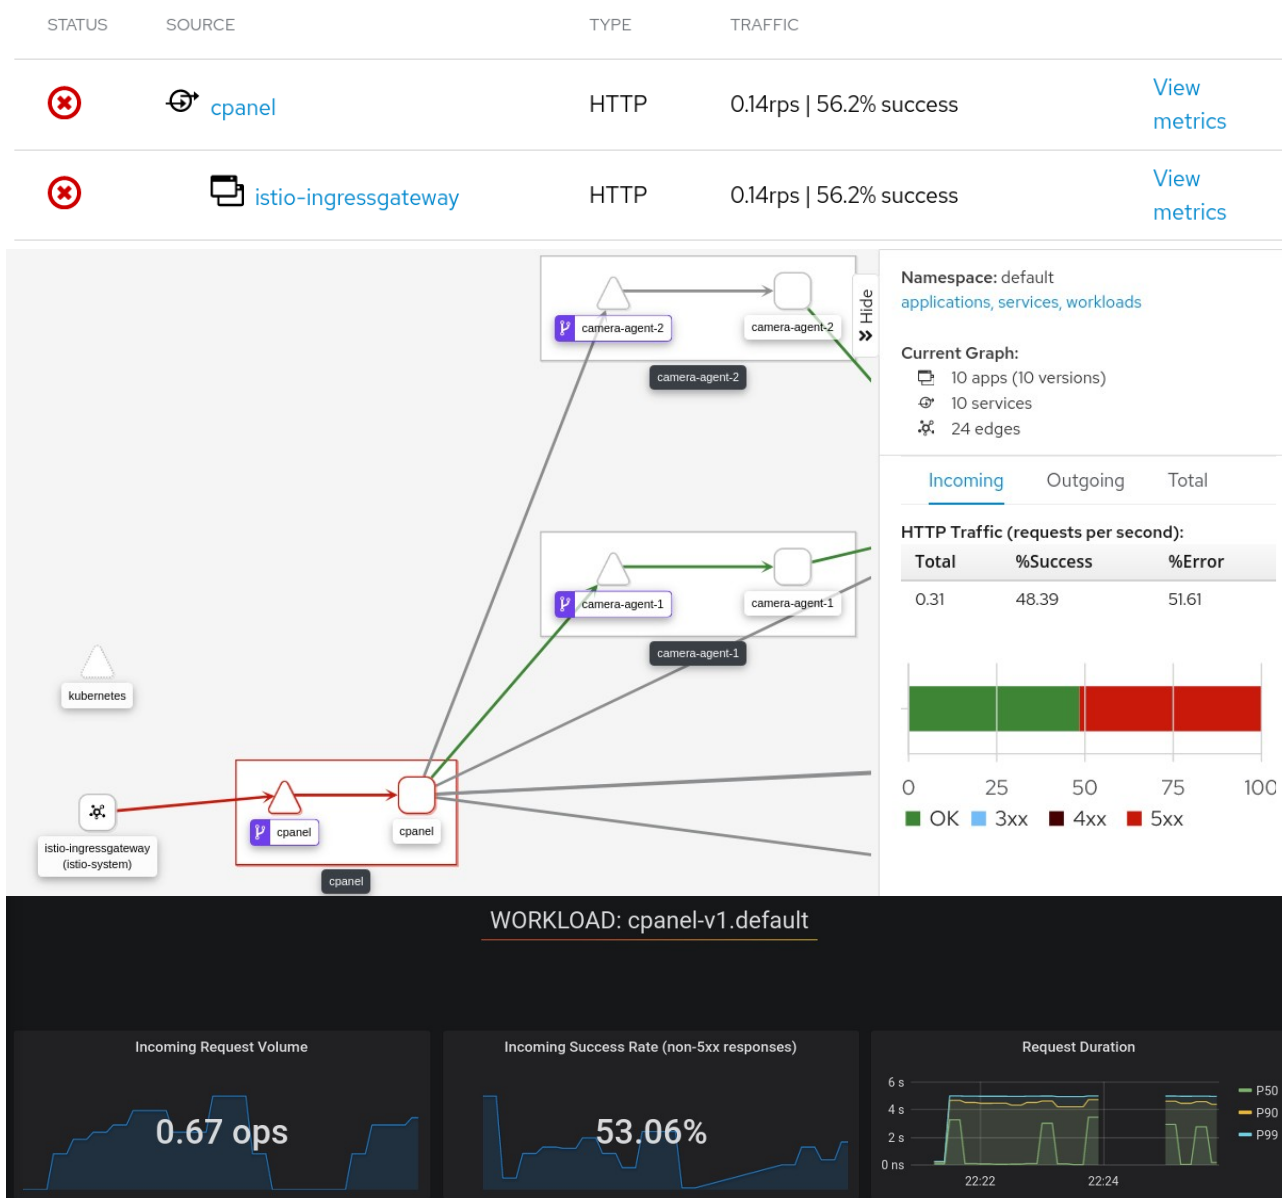 STATUS SOURCE TYPE TRAFFIC
cpanel HTTP 0.14rps | 56.2% success View metrics
istio-ingressgateway HTTP 0.14rps | 56.2% success View metrics
camera-agent-2
camera-agent-2
camera-agent-2
Hide
camera-agent-1
camera-agent-1
camera-agent-1
kubernetes
istio-ingressgateway
(istio-system)
cpanel
cpanel
cpanel
Namespace: default
applications, services, workloads
Current Graph:
10 apps (10 versions)
10 services
24 edges
Incoming Outgoing Total
HTTP Traffic (requests per second):
Total %Success %Error
0.31 48.39 51.61
0 25 50 75 100
OK 3xx 4xx 5xx
WORKLOAD: cpanel-v1.default
Incoming Request Volume
0.67 ops
Incoming Success Rate (non-5xx responses)
53.06%
Request Duration
6 s
4 s
2 s
0 ns
22:22 22:24
P50
P90
P99